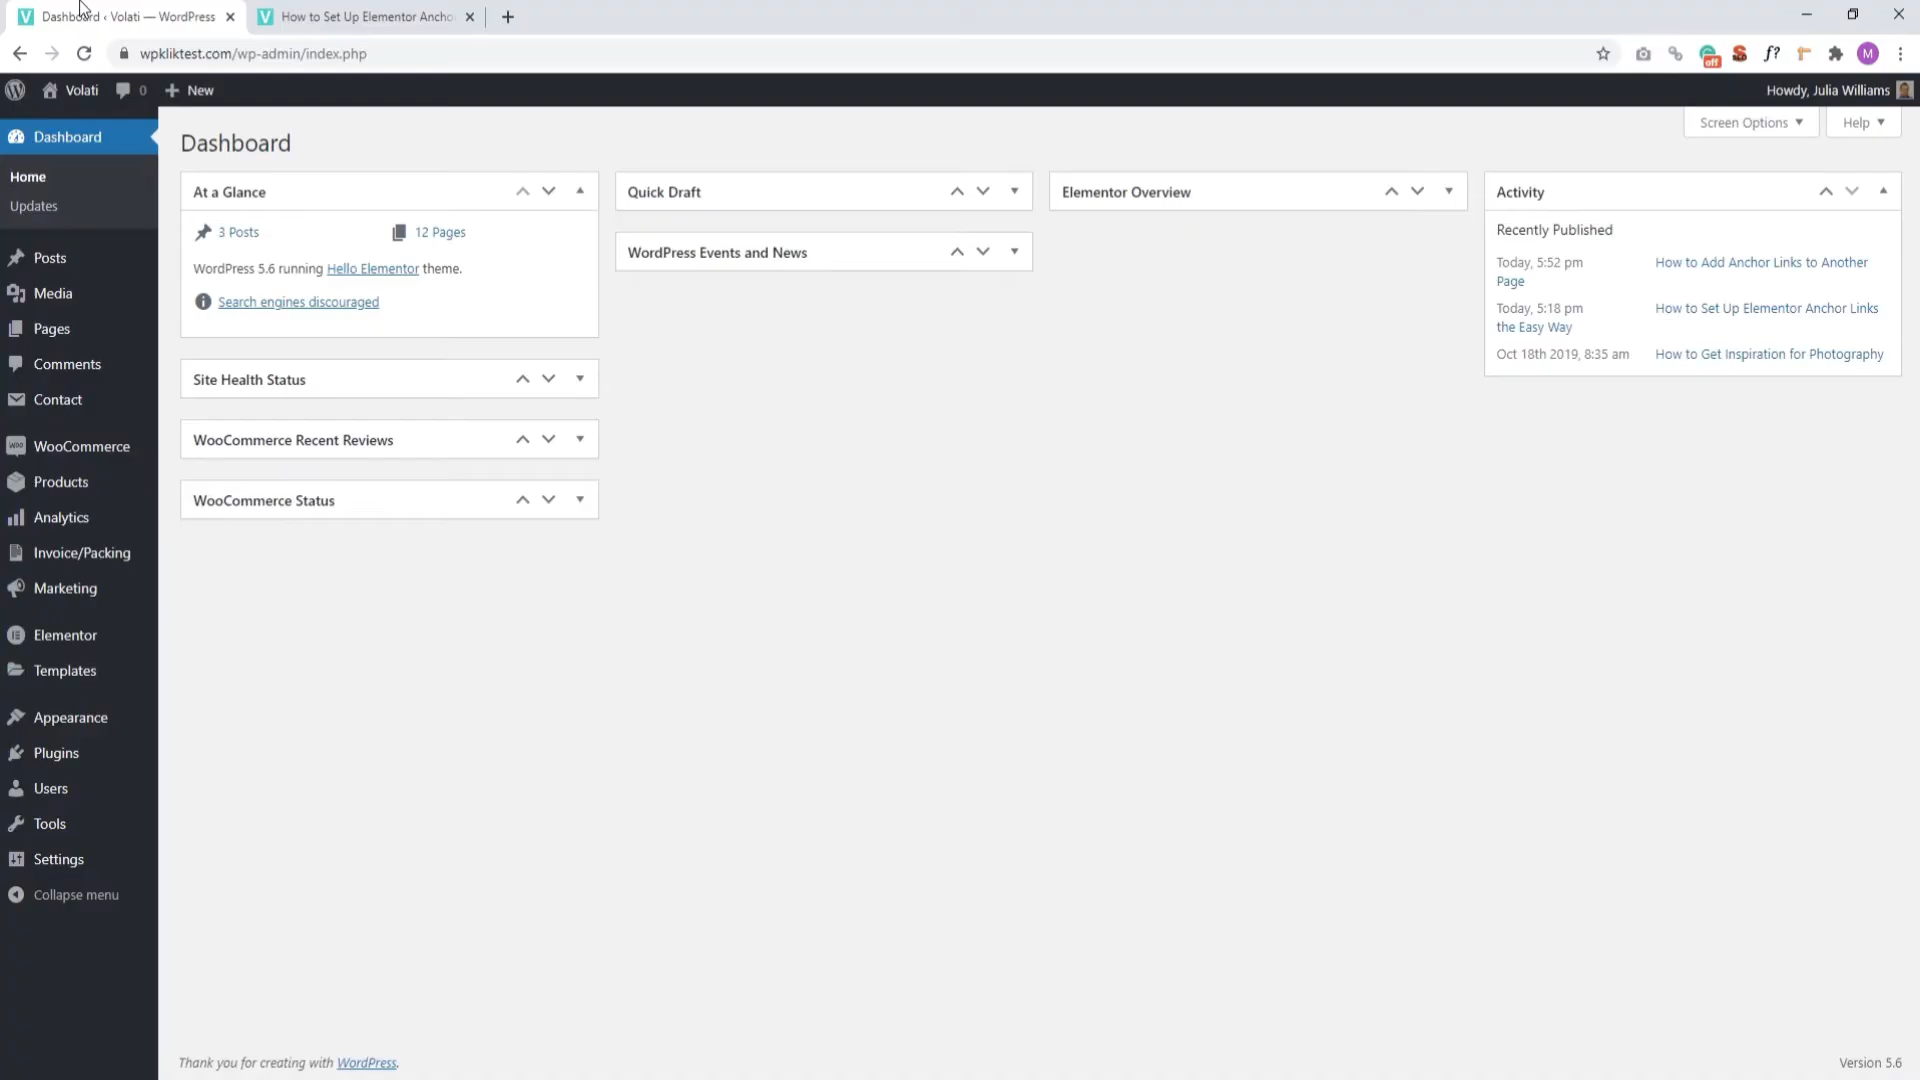 Dashboard ‹ Volati — WordPress
How to Set Up Elementor Ancho
wpkliktest.com/wp-admin/index.php
off
f?
M
Volati
0
New
Howdy, Julia Williams
Dashboard
Home
Updates
Posts
Media
Pages
Comments
Contact
WooCommerce
Products
Analytics
Invoice/Packing
Marketing
Elementor
Templates
Appearance
Plugins
Users
Tools
Settings
Collapse menu
Screen Options
Help
Dashboard
At a Glance
3 Posts
12 Pages
WordPress 5.6 running Hello Elementor theme.
Search engines discouraged
Site Health Status
WooCommerce Recent Reviews
WooCommerce Status
Quick Draft
WordPress Events and News
Elementor Overview
Activity
Recently Published
Today, 5:52 pm How to Add Anchor Links to Another
Page
Today, 5:18 pm How to Set Up Elementor Anchor Links
the Easy Way
Oct 18th 2019, 8:35 am How to Get Inspiration for Photography
Thank you for creating with WordPress.
Version 5.6